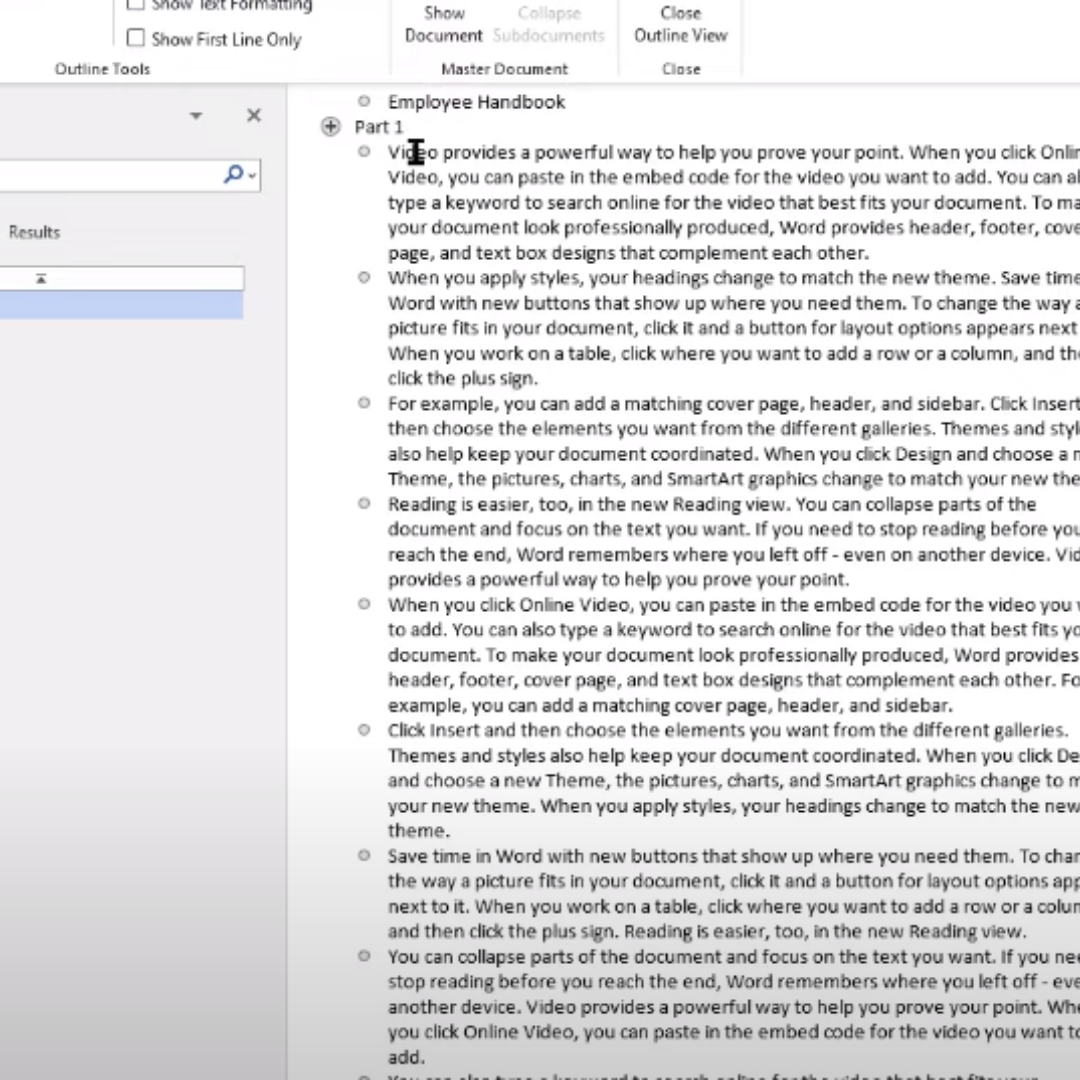 Show Text Formatting
Show First Line Only
Outline Tools
Show Document
Collapse Subdocuments
Master Document
Close Outline View
Close
Results
Employee Handbook
Part 1
Video provides a powerful way to help you prove your point. When you click
Video, you can paste in the embed code for the video you want to add. You can
type a keyword to search online for the video that best fits your document. To
your document look professionally produced, Word provides header, footer,
page, and text box designs that complement each other.
When you apply styles, your headings change to match the new theme. Save time
Word with new buttons that show up where you need them. To change the way
picture fits in your document, click it and a button for layout options appears next
When you work on a table, click where you want to add a row or a column, and
click the plus sign.
For example, you can add a matching cover page, header, and sidebar. Click Insert
then choose the elements you want from the different galleries. Themes and
also help keep your document coordinated. When you click Design and choose a
Theme, the pictures, charts, and SmartArt graphics change to match your new
Reading is easier, too, in the new Reading view. You can collapse parts of the
document and focus on the text you want. If you need to stop reading before
reach the end, Word remembers where you left off - even on another device.
provides a powerful way to help you prove your point.
When you click Online Video, you can paste in the embed code for the video you
to add. You can also type a keyword to search online for the video that best fits
document. To make your document look professionally produced, Word provides
header, footer, cover page, and text box designs that complement each other.
example, you can add a matching cover page, header, and sidebar.
Click Insert and then choose the elements you want from the different galleries.
Themes and styles also help keep your document coordinated. When you click
and choose a new Theme, the pictures, charts, and SmartArt graphics change to
your new theme. When you apply styles, your headings change to match the new
theme.
Save time in Word with new buttons that show up where you need them. To
the way a picture fits in your document, click it and a button for layout options
next to it. When you work on a table, click where you want to add a row or a
and then click the plus sign. Reading is easier, too, in the new Reading view.
You can collapse parts of the document and focus on the text you want. If you
stop reading before you reach the end, Word remembers where you left off -
another device. Video provides a powerful way to help you prove your point.
you click Online Video, you can paste in the embed code for the video you want
add.